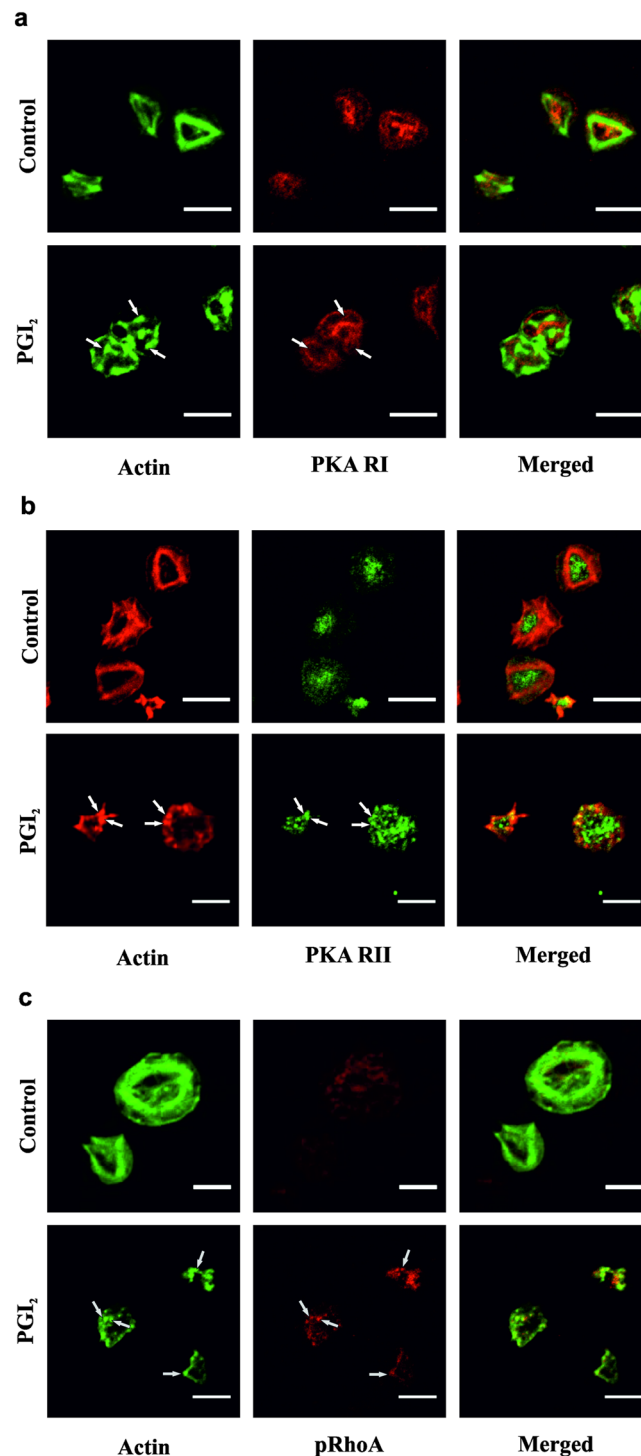 a
Control
PGI₂
Actin PKA RI Merged
b
Control
PGI₂
Actin PKA RII Merged
c
Control
PGI₂
Actin pRhoA Merged